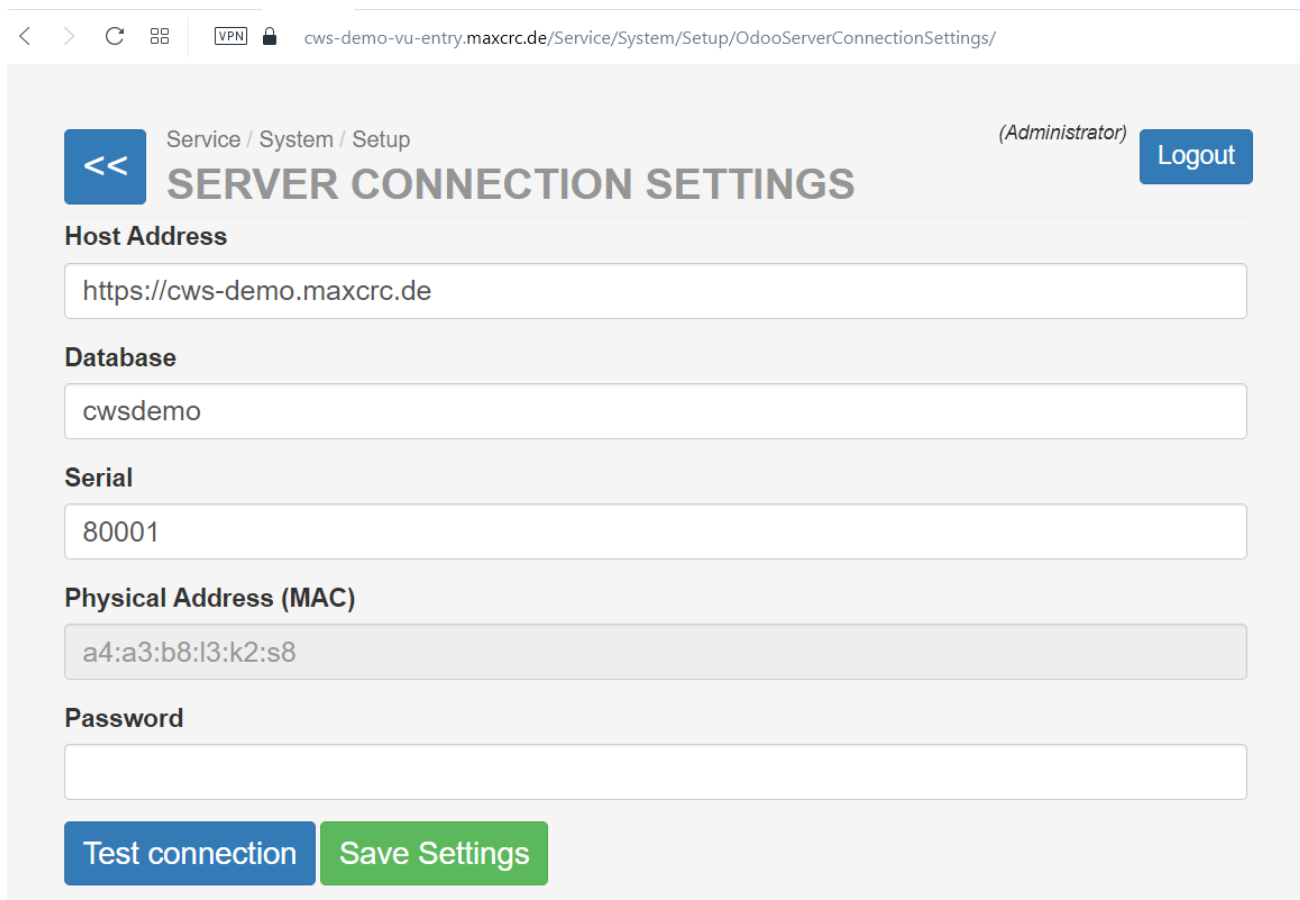 VPN cws-demo-vu-entry.maxcrc.de/Service/System/Setup/OdooServerConnectionSettings/
Service / System / Setup
(Administrator)
<< SERVER CONNECTION SETTINGS
Logout
Host Address
https://cws-demo.maxcrc.de
Database
cwsdemo
Serial
80001
Physical Address (MAC)
a4:a3:b8:l3:k2:s8
Password
Test connection Save Settings